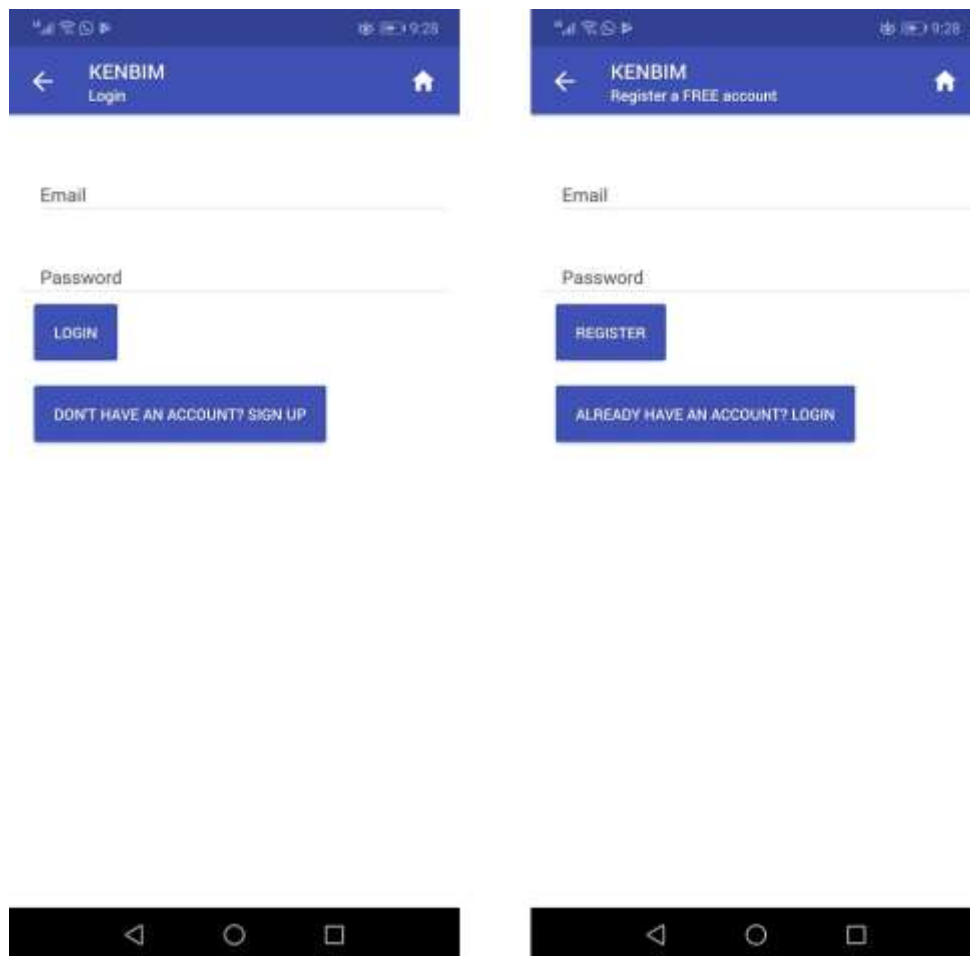 9:28
KENBIM
Login
Email
Password
LOGIN
DON'T HAVE AN ACCOUNT? SIGN UP
9:28
KENBIM
Register a FREE account
Email
Password
REGISTER
ALREADY HAVE AN ACCOUNT? LOGIN